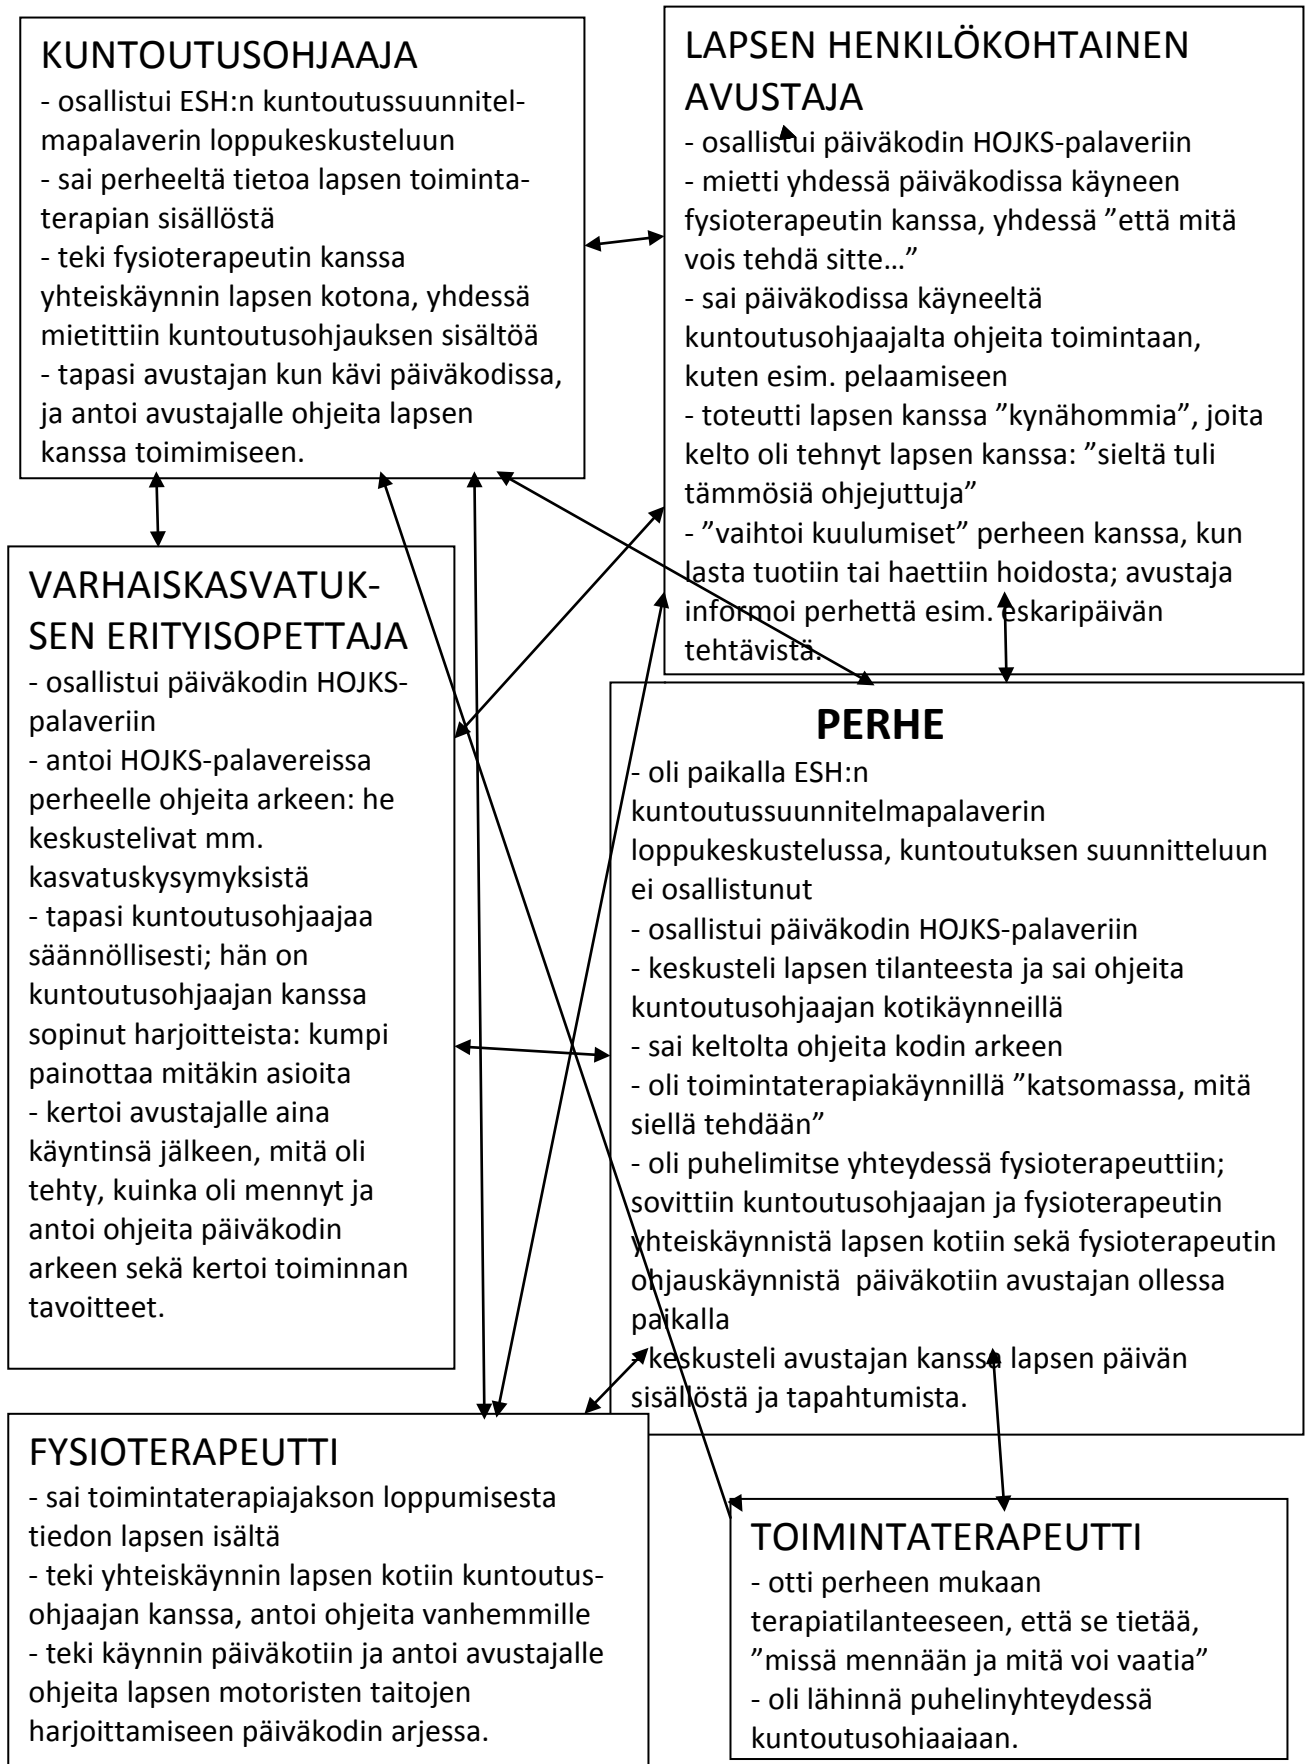 KUNTOUTUSOHJAAJA
- osallistui ESH:n kuntoutussuunnitel-
mapalaverin loppukeskusteluun
- sai perheeltä tietoa lapsen toiminta-
terapian sisällöstä
- teki fysioterapeutin kanssa
yhteiskäynnin lapsen kotona, yhdessä
mietittiin kuntoutusohjauksen sisältöä
- tapasi avustajan kun kävi päiväkodissa,
ja antoi avustajalle ohjeita lapsen
kanssa toimimiseen.
LAPSEN HENKILÖKOHTAINEN
AVUSTAJA
- osallistui päiväkodin HOJKS-palaveriin
- mietti yhdessä päiväkodissa käyneen
fysioterapeutin kanssa, yhdessä ”että mitä
vois tehdä sitte…”
- sai päiväkodissa käyneeltä
kuntoutusohjaajalta ohjeita toimintaan,
kuten esim. pelaamiseen
- toteutti lapsen kanssa ”kynähommia”, joita
kelto oli tehnyt lapsen kanssa: ”sieltä tuli
tämmösiä ohjejuttuja”
- ”vaihtoi kuulumiset” perheen kanssa, kun
lasta tuotiin tai haettiin hoidosta; avustaja
informoi perhettä esim. eskaripäivän
tehtävistä.
VARHAISKASVATUK-
SEN ERITYISOPETTAJA
- osallistui päiväkodin HOJKS-
palaveriin
- antoi HOJKS-palavereissa
perheelle ohjeita arkeen: he
keskustelivat mm.
kasvatuskysymyksistä
- tapasi kuntoutusohjaajaa
säännöllisesti; hän on
kuntoutusohjaajan kanssa
sopinut harjoitteista: kumpi
painottaa mitäkin asioita
- kertoi avustajalle aina
käyntinsä jälkeen, mitä oli
tehty, kuinka oli mennyt ja
antoi ohjeita päiväkodin
arkeen sekä kertoi toiminnan
tavoitteet.
PERHE
- oli paikalla ESH:n
kuntoutussuunnitelmapalaverin
loppukeskustelussa, kuntoutuksen suunnitteluun
ei osallistunut
- osallistui päiväkodin HOJKS-palaveriin
- keskusteli lapsen tilanteesta ja sai ohjeita
kuntoutusohjaajan kotikäynneillä
- sai keltolta ohjeita kodin arkeen
- oli toimintaterapiakäynnillä ”katsomassa, mitä
siellä tehdään”
- oli puhelimitse yhteydessä fysioterapeuttiin;
sovittiin kuntoutusohjaajan ja fysioterapeutin
yhteiskäynnistä lapsen kotiin sekä fysioterapeutin
ohjauskäynnistä päiväkotiin avustajan ollessa
paikalla
- keskusteli avustajan kanssa lapsen päivän
sisällöstä ja tapahtumista.
FYSIOTERAPEUTTI
- sai toimintaterapiajakson loppumisesta
tiedon lapsen isältä
- teki yhteiskäynnin lapsen kotiin kuntoutus-
ohjaajan kanssa, antoi ohjeita vanhemmille
- teki käynnin päiväkotiin ja antoi avustajalle
ohjeita lapsen motoristen taitojen
harjoittamiseen päiväkodin arjessa.
TOIMINTATERAPEUTTI
- otti perheen mukaan
terapiatilanteeseen, että se tietää,
”missä mennään ja mitä voi vaatia”
- oli lähinnä puhelinyhteydessä
kuntoutusohjaajaan.